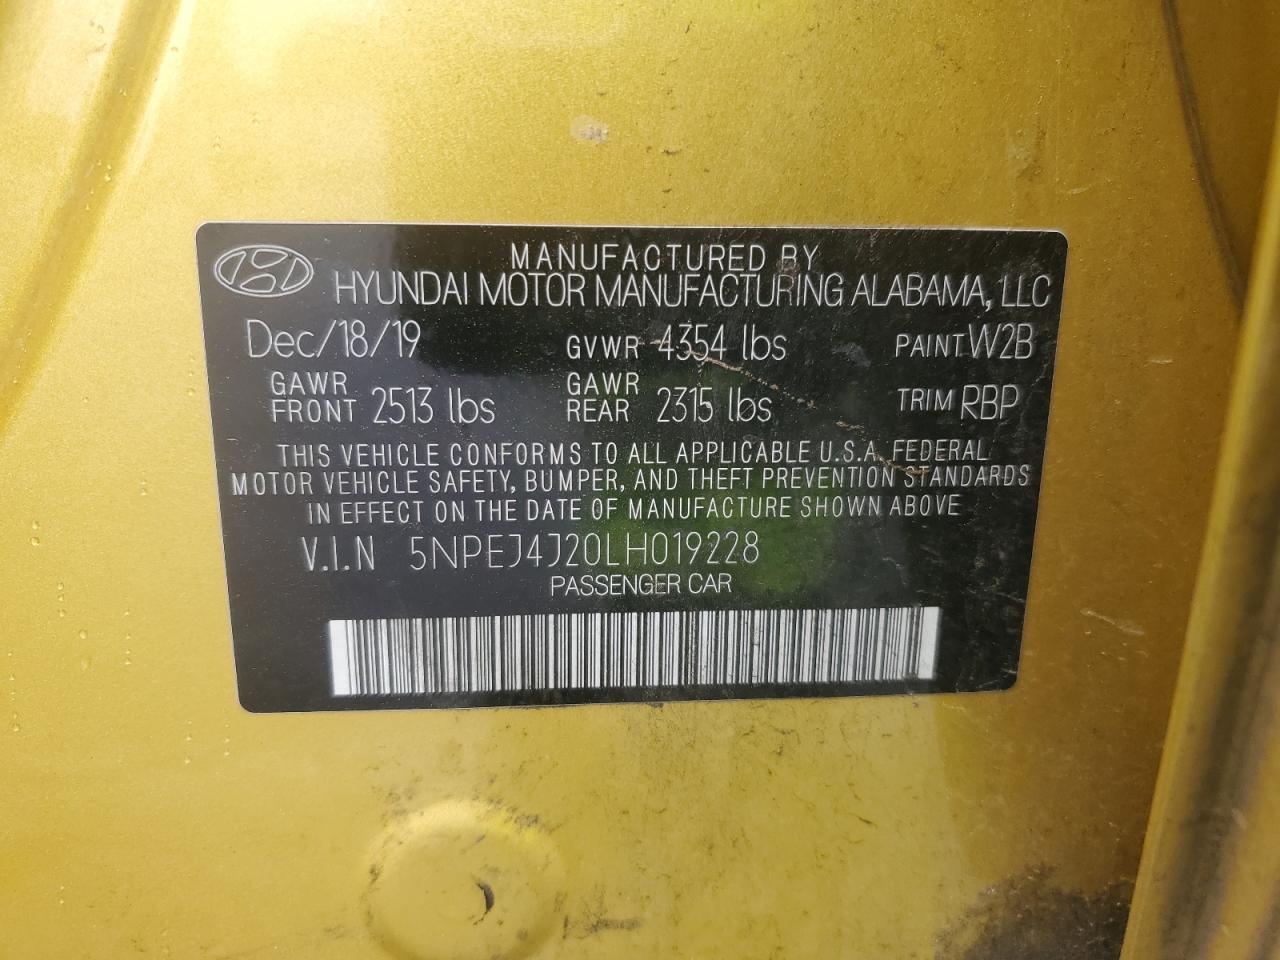 MANUFACTURED BY
HYUNDAI MOTOR MANUFACTURING ALABAMA, LLC
Dec/18/19 GVWR 4354 lbs PAINT W2B
GAWR FRONT 2513 lbs GAWR REAR 2315 lbs TRIM RBP
THIS VEHICLE CONFORMS TO ALL APPLICABLE U.S.A. FEDERAL
MOTOR VEHICLE SAFETY, BUMPER, AND THEFT PREVENTION STANDARDS
IN EFFECT ON THE DATE OF MANUFACTURE SHOWN ABOVE
V.I.N 5NPEJ4J20LH019228
PASSENGER CAR